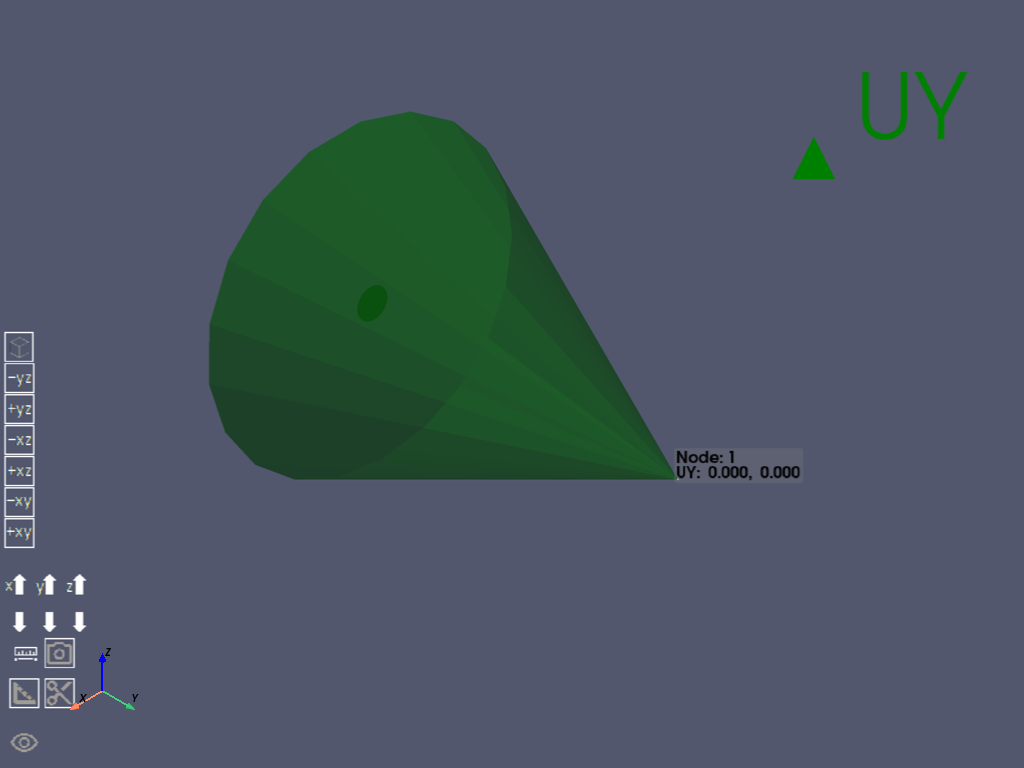 UY
Node: 1
UY: 0.000, 0.000
-yz
+yz
-xz
+xz
-xy
+xy
x y z
z
x Y